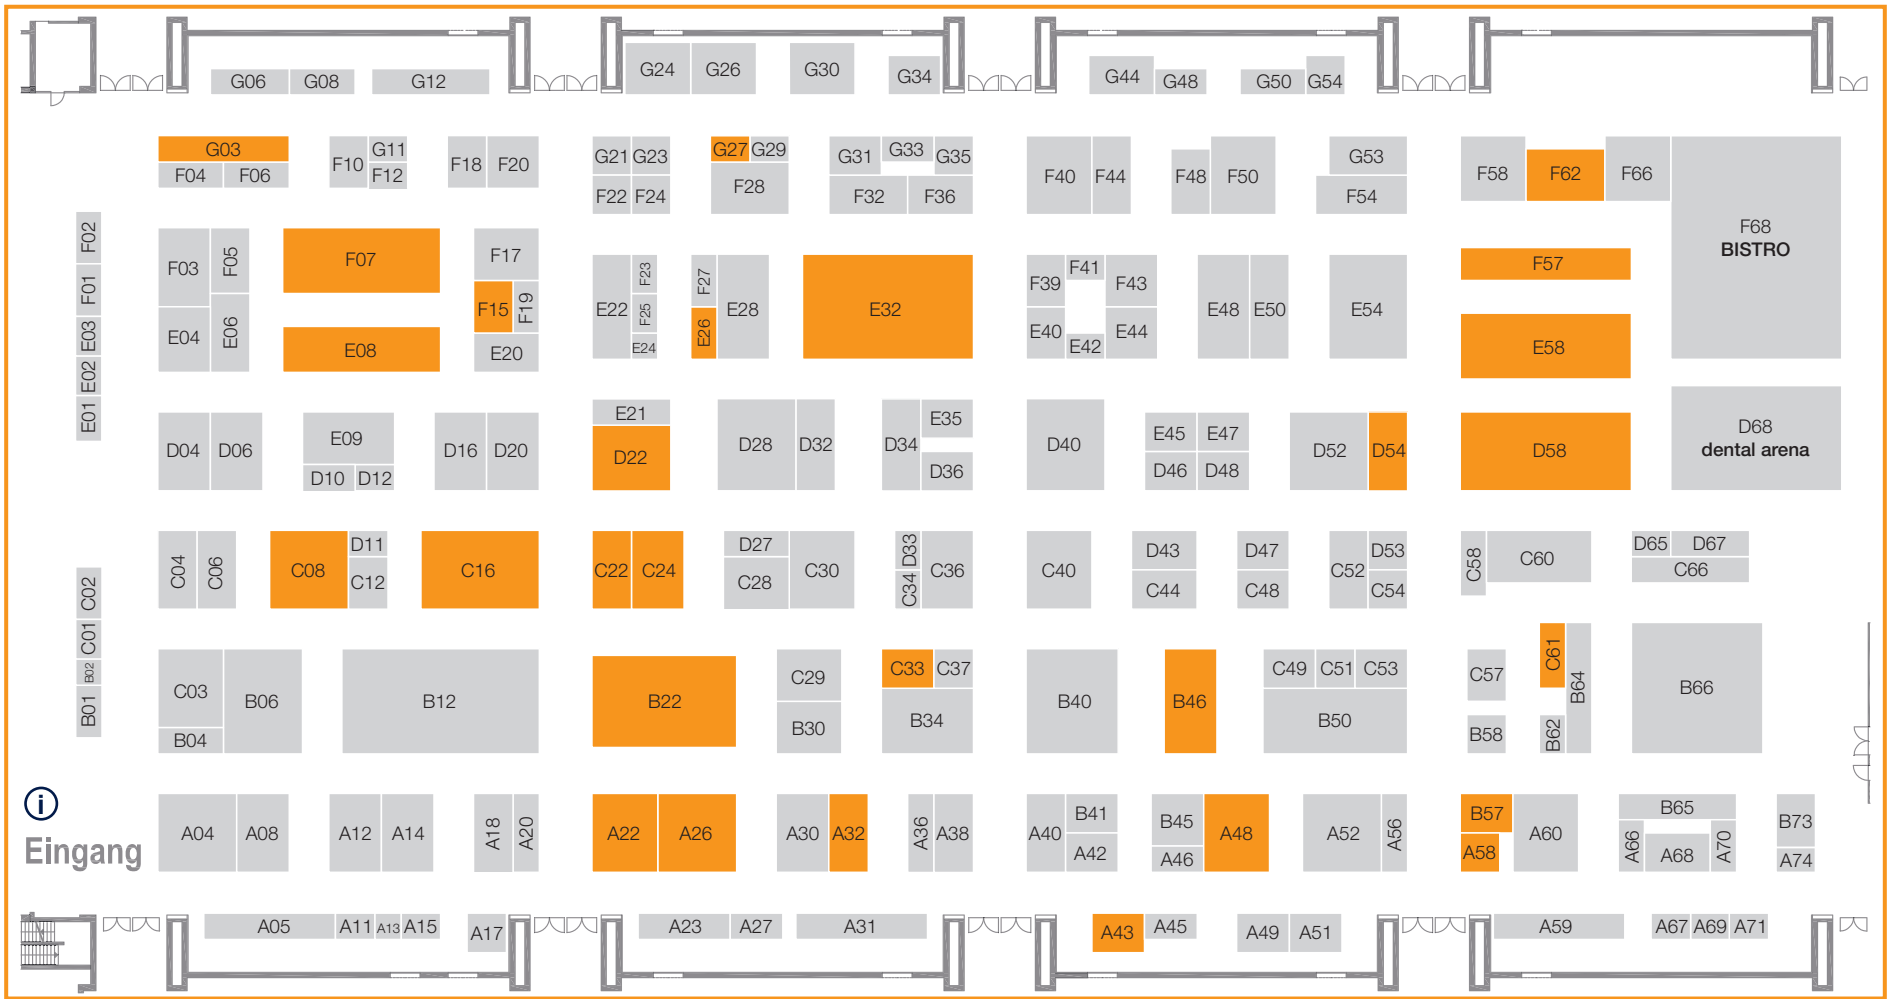 G06 G08 G12 G24 G26 G30 G34 G44 G48 G50 G54
G03 G11 G21 G23 G27 G29 G31 G33 G35 G53
F04 F06 F10 F12 F18 F20 F22 F24 F28 F32 F36 F40 F44 F48 F50 F54 F58 F62 F66
F68
BISTRO
F02 F01 E03 E02 E01
F03 F05 F07 F17 F15 F19 F23 F25 F27 F39 F41 F43 F57
E04 E06 E08 E20 E22 E24 E26 E28 E32 E40 E42 E44 E48 E50 E54 E58
E09 E21 E35 E45 E47
D04 D06 D10 D12 D16 D20 D22 D28 D32 D34 D36 D40 D46 D48 D52 D54 D58
D68
dental arena
D11 D27 D33 D43 D47 D53 D65 D67
C04 C06 C08 C12 C16 C22 C24 C28 C30 C34 C36 C40 C44 C48 C52 C54 C58 C60 C66
C02 C01 B02 B01
C03 C29 C33 C37 C49 C51 C53 C57 C61
B04 B06 B12 B22 B30 B34 B40 B46 B50 B58 B62 B64 B66
i
Eingang
B41 B45 B57 B65 B73
A04 A08 A12 A14 A18 A20 A22 A26 A30 A32 A36 A38 A40 A42 A46 A48 A52 A56 A58 A60 A66 A68 A70 A74
A05 A11 A13 A15 A17 A23 A27 A31 A43 A45 A49 A51 A59 A67 A69 A71